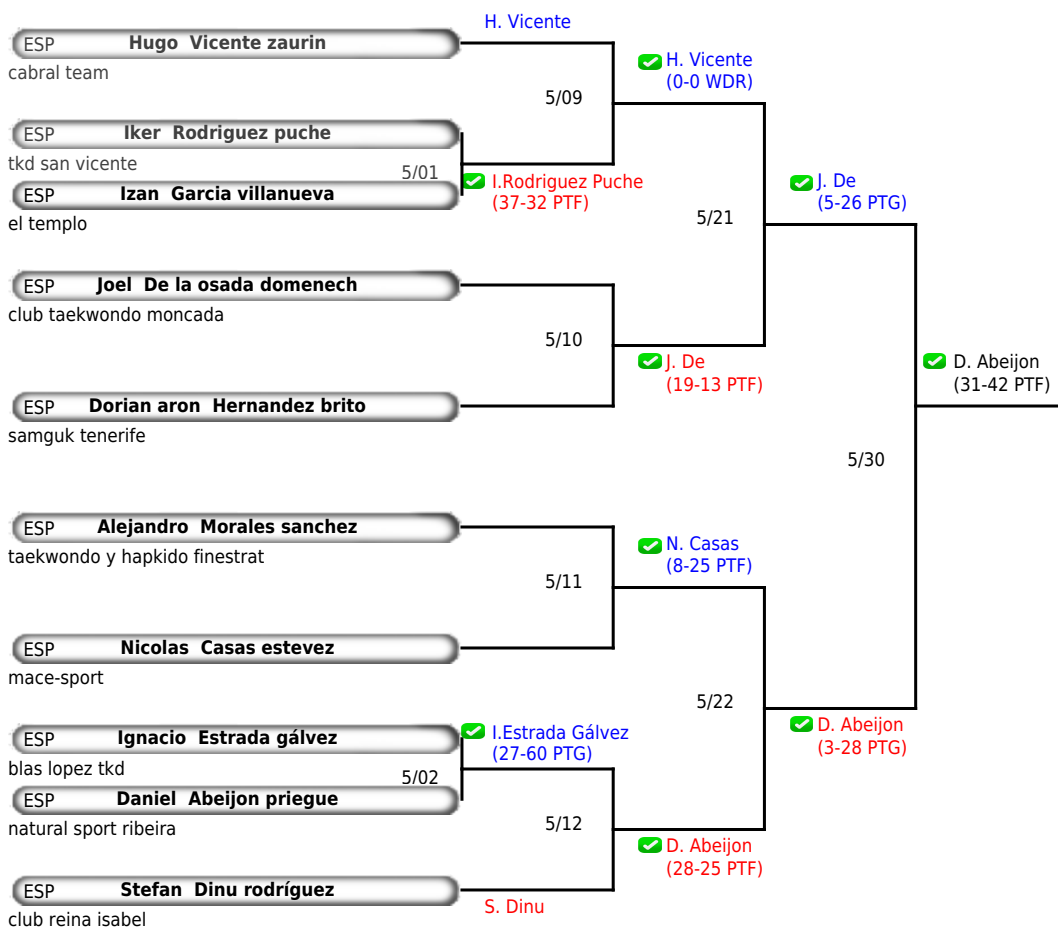 H. Vicente
ESP Hugo Vicente zaurin
cabral team
H. Vicente
(0-0 WDR)
5/09
ESP Iker Rodriguez puche
tkd san vicente
5/01
ESP Izan Garcia villanueva
el templo
I.Rodriguez Puche
(37-32 PTF)
J. De
(5-26 PTG)
5/21
ESP Joel De la osada domenech
club taekwondo moncada
5/10
J. De
(19-13 PTF)
D. Abeijon
(31-42 PTF)
ESP Dorian aron Hernandez brito
samguk tenerife
5/30
ESP Alejandro Morales sanchez
taekwondo y hapkido finestrat
N. Casas
(8-25 PTF)
5/11
ESP Nicolas Casas estevez
mace-sport
5/22
D. Abeijon
(3-28 PTG)
ESP Ignacio Estrada gálvez
blas lopez tkd
I.Estrada Gálvez
(27-60 PTG)
5/02
ESP Daniel Abeijon priegue
natural sport ribeira
5/12
D. Abeijon
(28-25 PTF)
ESP Stefan Dinu rodríguez
club reina isabel
S. Dinu